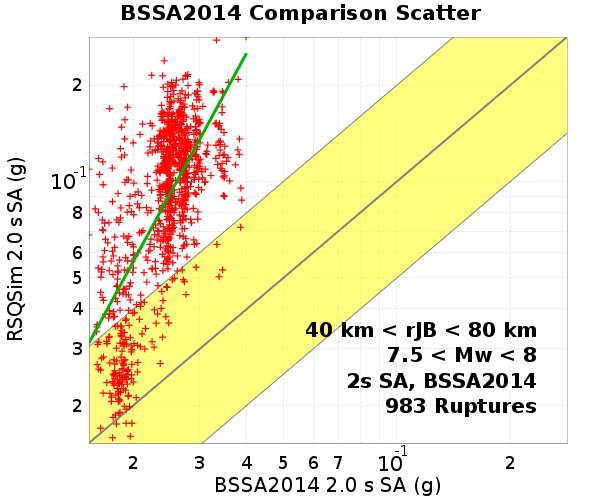 BSSA2014 Comparison Scatter
RSQSim 2.0 s SA (g)
2
10-1
8
6
5
4
3
2
40 km < rJB < 80 km
7.5 < Mw < 8
2s SA, BSSA2014
983 Ruptures
2 3 4 5 6 7 10-1 2
BSSA2014 2.0 s SA (g)